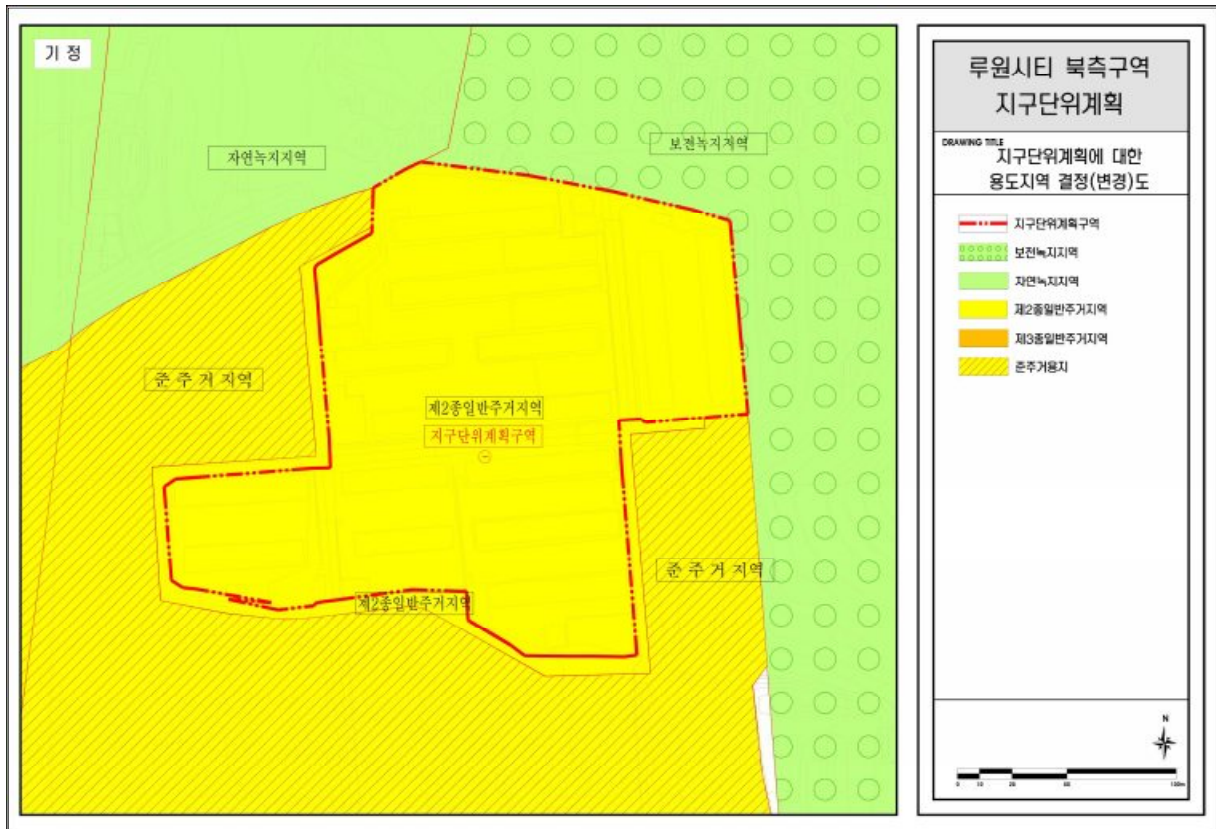 기 정
자연녹지지역
보전녹지지역
준 주 거 지역
제2종일반주거지역
지구단위계획구역
준 주 거 지역
제2종일반주거지역
루원시티 북측구역
지구단위계획
DRAWING TITLE
지구단위계획에 대한
용도지역 결정(변경)도
지구단위계획구역
보전녹지지역
자연녹지지역
제2종일반주거지역
제3종일반주거지역
준주거용지
N
0 10 100m